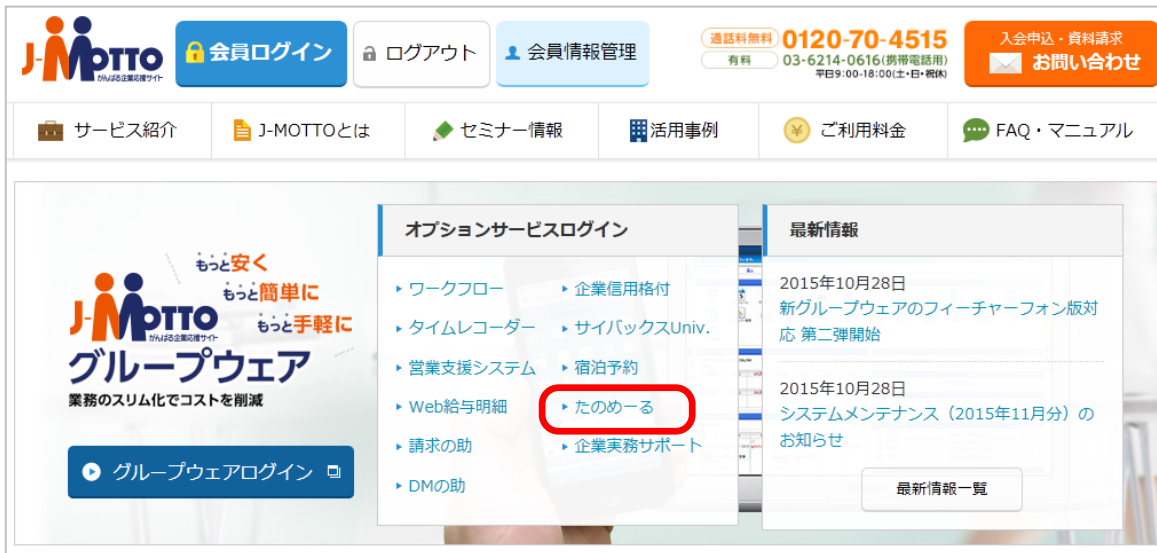 J-MOTTO
がんばる企業応援サイト
会員ログイン
ログアウト
会員情報管理
通話料無料 0120-70-4515
有料 03-6214-0616(携帯電話用)
平日9:00-18:00(土・日・祝休)
入会申込・資料請求
お問い合わせ
サービス紹介
J-MOTTOとは
セミナー情報
活用事例
ご利用料金
FAQ・マニュアル
もっと安く
もっと簡単に
もっと手軽に
J-MOTTO
がんばる企業応援サイト
グループウェア
業務のスリム化でコストを削減
グループウェアログイン
オプションサービスログイン
ワークフロー
企業信用格付
タイムレコーダー
サイバックスUniv.
営業支援システム
宿泊予約
Web給与明細
たのめーる
請求の助
企業実務サポート
DMの助
最新情報
2015年10月28日
新グループウェアのフィーチャーフォン版対
応 第二弾開始
2015年10月28日
システムメンテナンス（2015年11月分）の
お知らせ
最新情報一覧